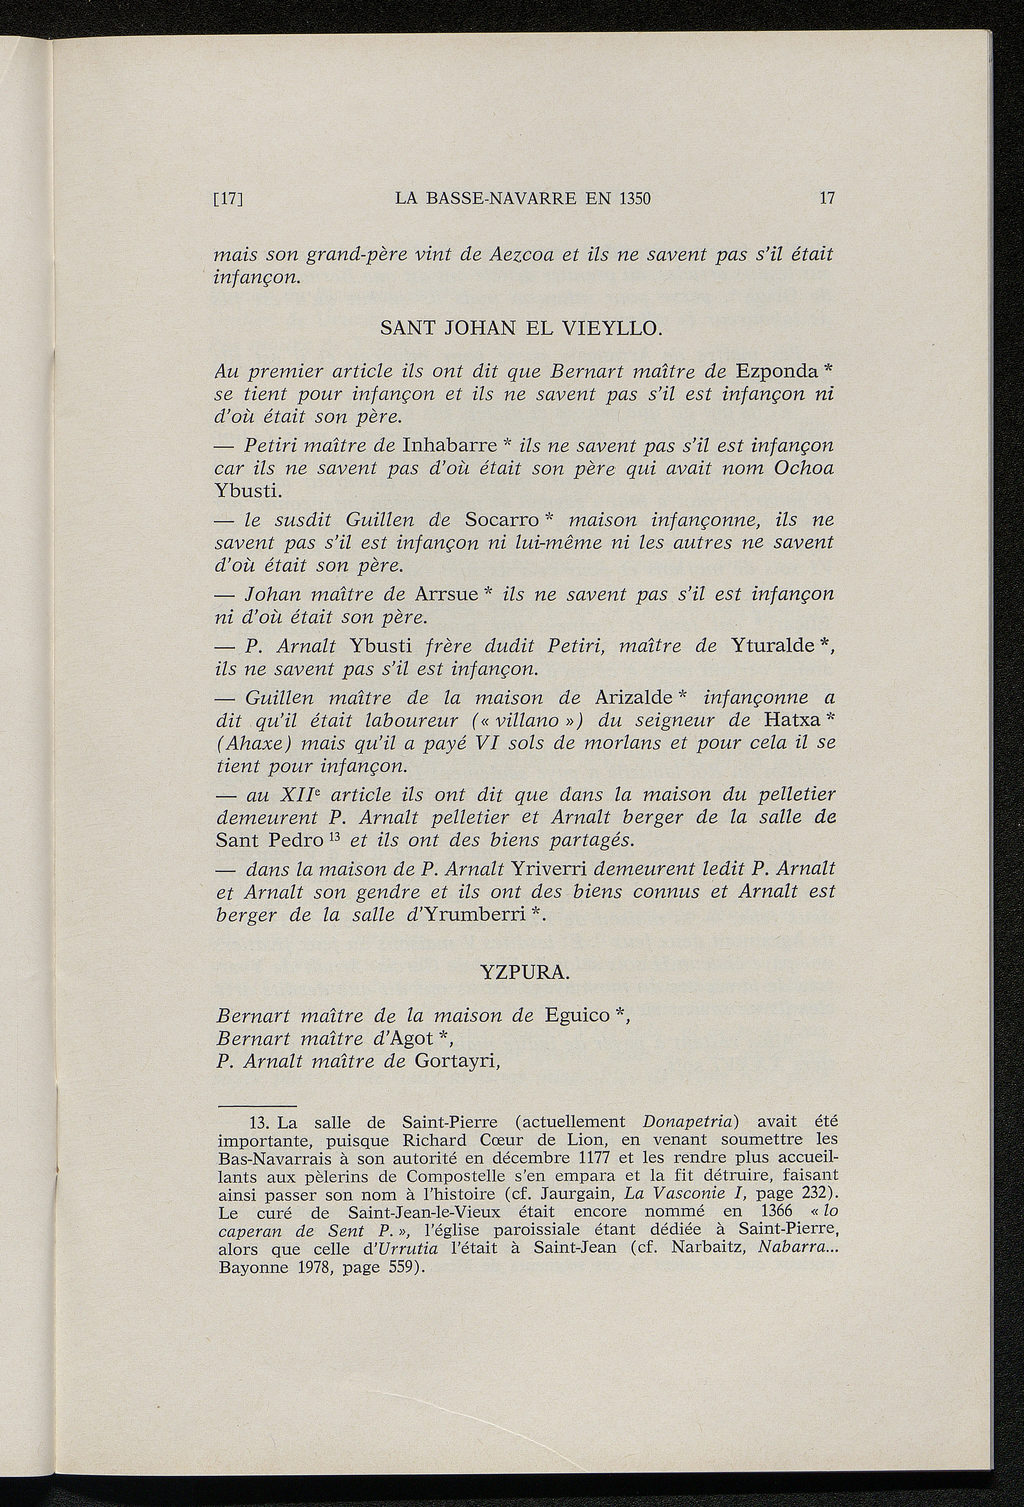 [17] LA BASSE-NAVARRE EN 1350 17
mais son grand-père vint de Aezcoa et ils ne savent pas s'il était
infançon.
SANT JOHAN EL VIEYLLO.
Au premier article ils ont dit que Bernart maître de Ezponda *
se tient pour infançon et ils ne savent pas s'il est infançon ni
d'où était son père.
— Petiri maître de Inhabarre * ils ne savent pas s'il est infançon
car ils ne savent pas d'où était son père qui avait nom Ochoa
Ybusti.
— le susdit Guillen de Socarro * maison infançonne, ils ne
savent pas s'il est infançon ni lui-même ni les autres ne savent
d'où était son père.
— Johan maître de Arrsue * ils ne savent pas s'il est infançon
ni d'où était son père.
— P. Arnalt Ybusti frère dudit Petiri, maître de Yturalde *,
ils ne savent pas s'il est infançon.
— Guillen maître de la maison de Arizalde * infançonne a
dit qu'il était laboureur (« villano ») du seigneur de Hatxa *
(Ahaxe) mais qu'il a payé VI sols de morlans et pour cela il se
tient pour infançon.
— au XIIe article ils ont dit que dans la maison du pelletier
demeurent P. Arnalt pelletier et Arnalt berger de la salle de
Sant Pedro 13 et ils ont des biens partagés.
— dans la maison de P. Arnalt Yriverri demeurent ledit P. Arnalt
et Arnalt son gendre et ils ont des biens connus et Arnalt est
berger de la salle d'Yrumberri *.
YZPURA.
Bernart maître de la maison de Eguico *,
Bernart maître d'Agot *,
P. Arnalt maître de Gortayri,
13. La salle de Saint-Pierre (actuellement Donapetria) avait été
importante, puisque Richard Cœur de Lion, en venant soumettre les
Bas-Navarrais à son autorité en décembre 1177 et les rendre plus accueil-
lants aux pèlerins de Compostelle s'en empara et la fit détruire, faisant
ainsi passer son nom à l'histoire (cf. Jaurgain, La Vasconie I, page 232).
Le curé de Saint-Jean-le-Vieux était encore nommé en 1366 « lo
caperan de Sent P. », l'église paroissiale étant dédiée à Saint-Pierre,
alors que celle d'Urrutia l'était à Saint-Jean (cf. Narbaitz, Nabarra...
Bayonne 1978, page 559).